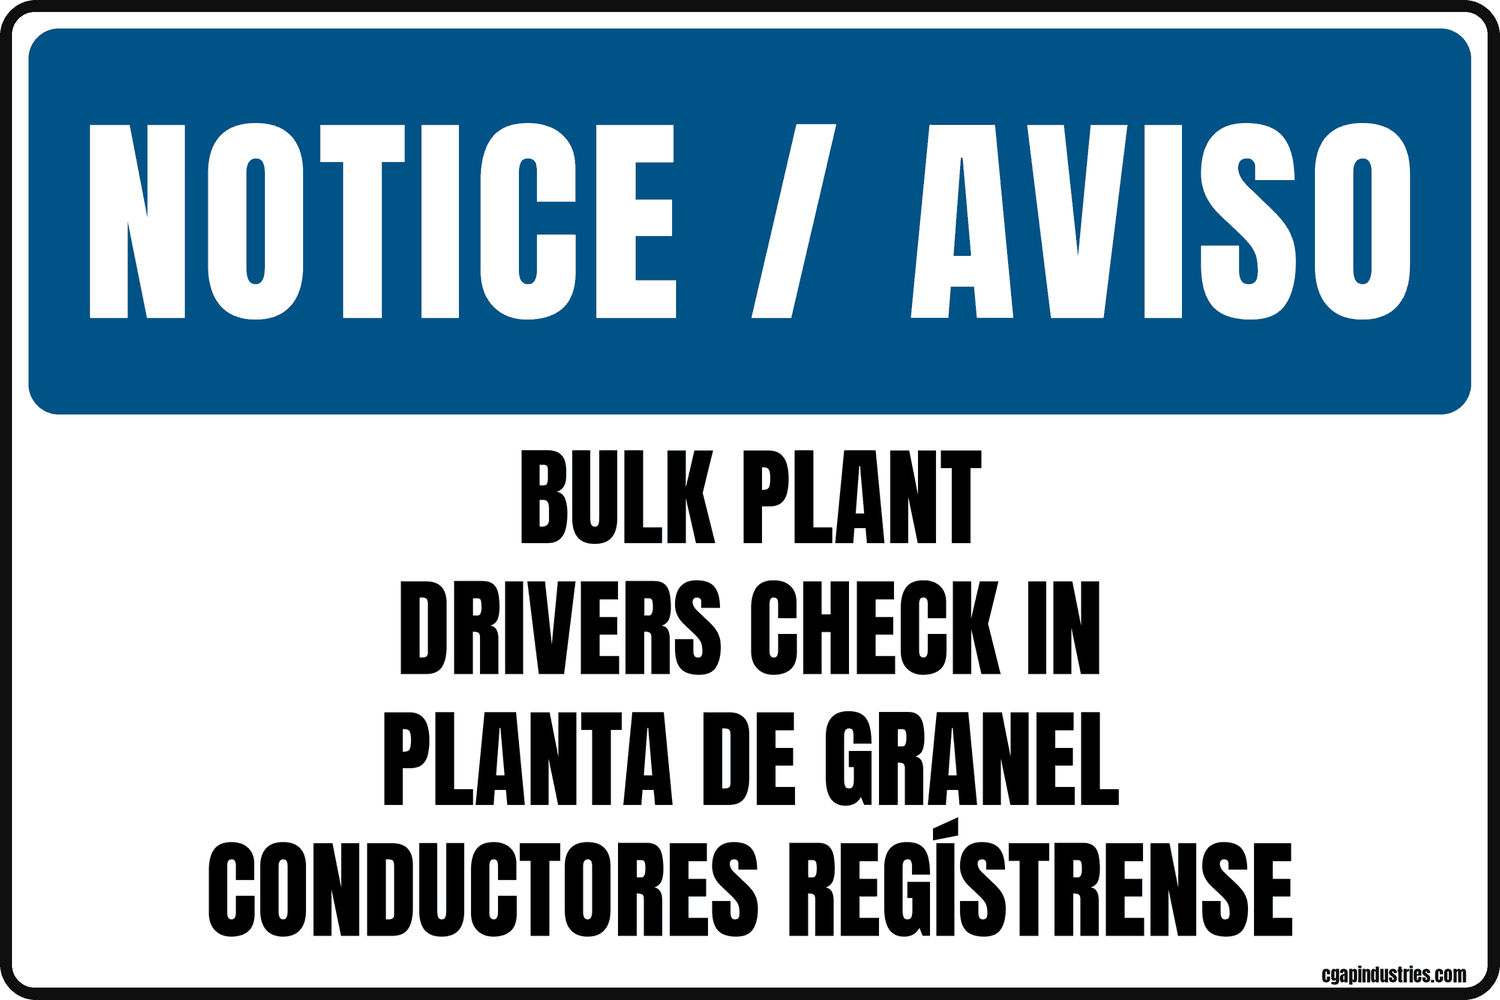 NOTICE / AVISO
BULK PLANT
DRIVERS CHECK IN
PLANTA DE GRANEL
CONDUCTORES REGÍSTRENSE
cgapindustries.com